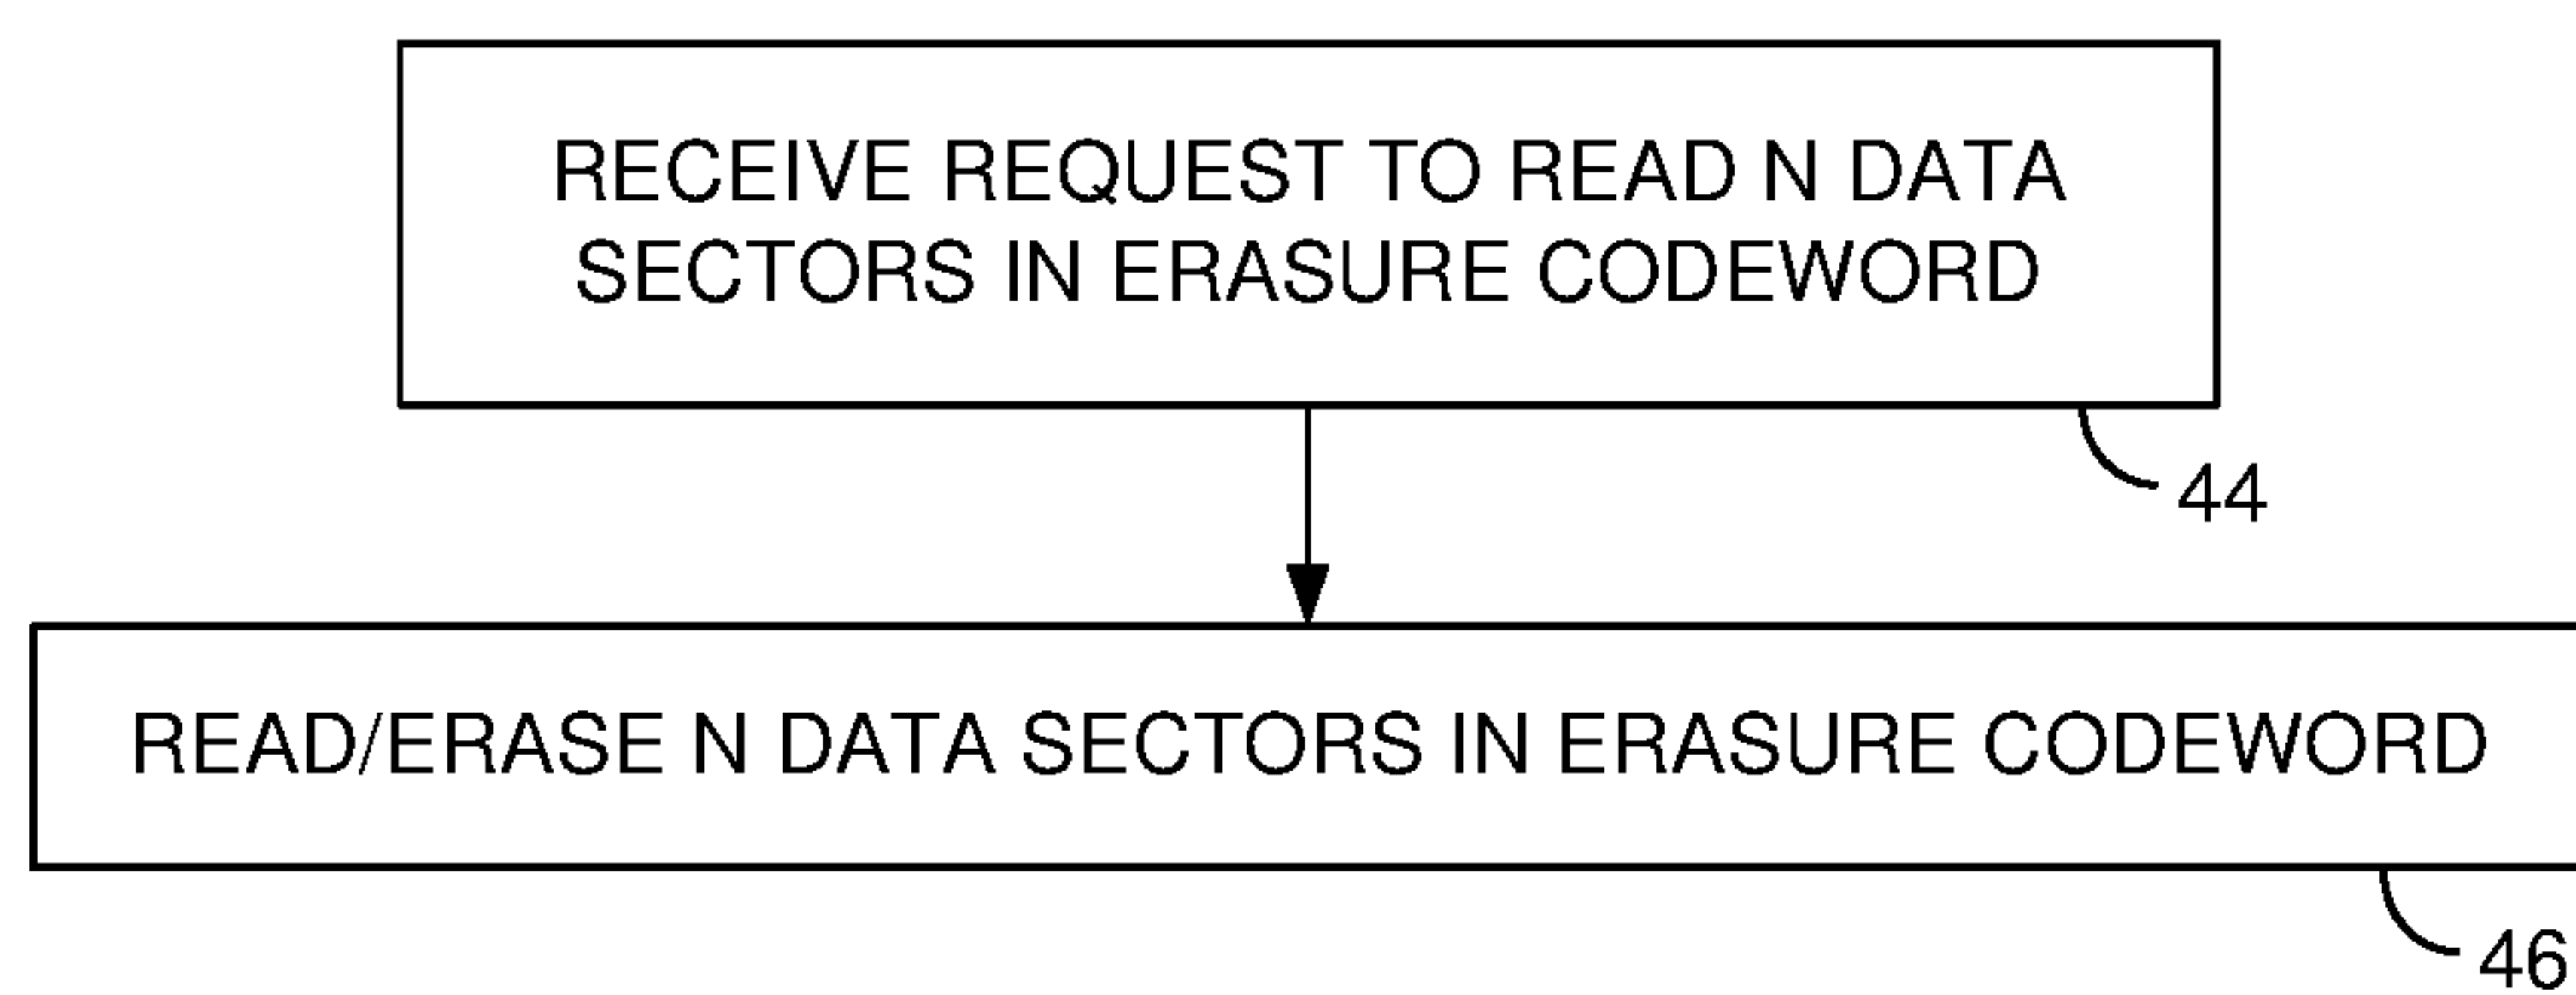 RECEIVE REQUEST TO READ N DATA
SECTORS IN ERASURE CODEWORD
44
READ/ERASE N DATA SECTORS IN ERASURE CODEWORD
46